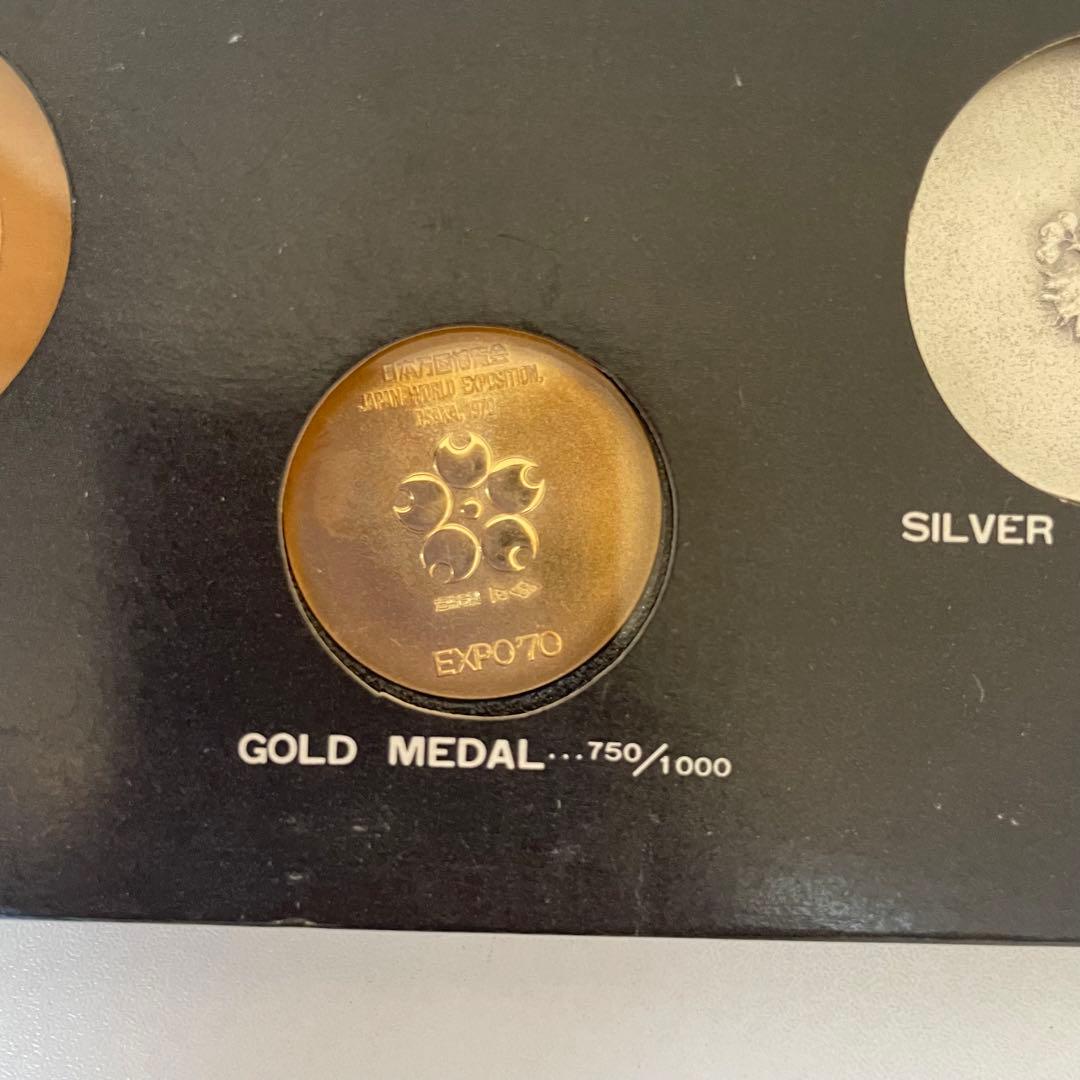 日本万国博覧会
JAPAN WORLD EXPOSITION,
OSAKA, 1970
EXPO'70
GOLD MEDAL...750/1000
SILVER